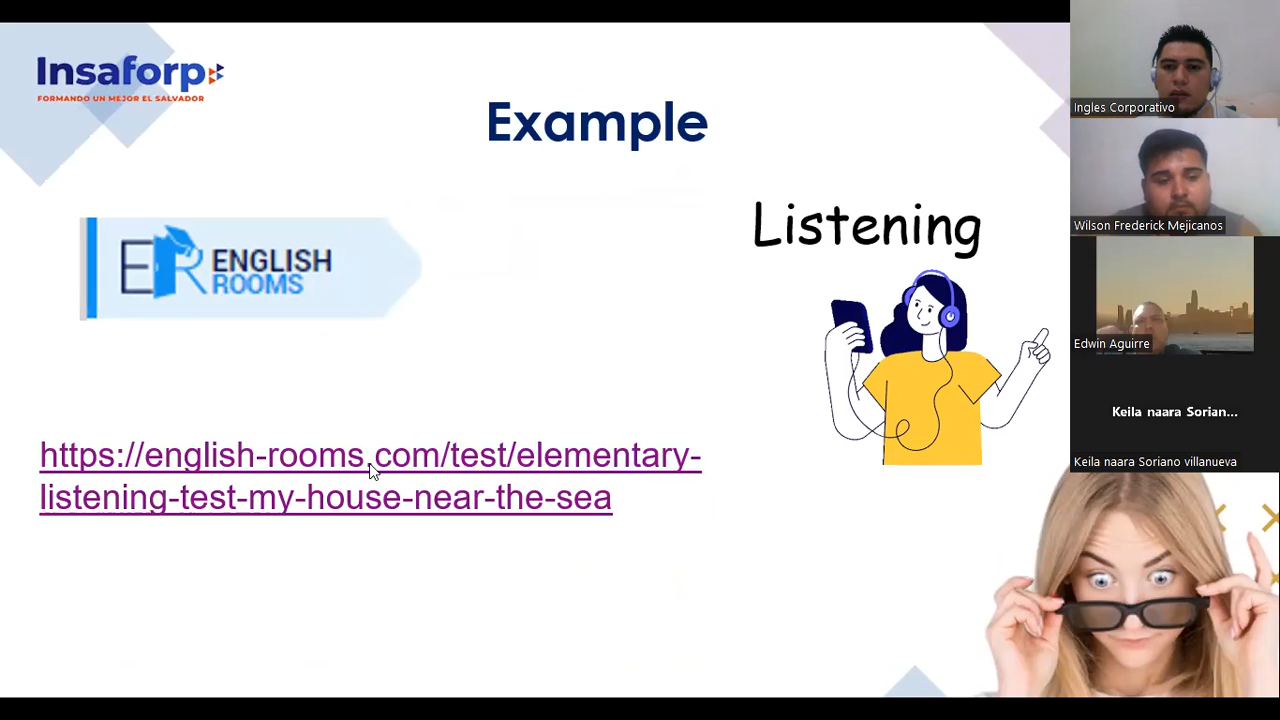 Insaforp
FORMANDO UN MEJOR EL SALVADOR
Example
ER ENGLISH
ROOMS
Listening
https://english-rooms.com/test/elementary-
listening-test-my-house-near-the-sea
Ingles Corporativo
Wilson Frederick Mejicanos
Edwin Aguirre
Keila naara Sorian...
Keila naara Soriano villanueva